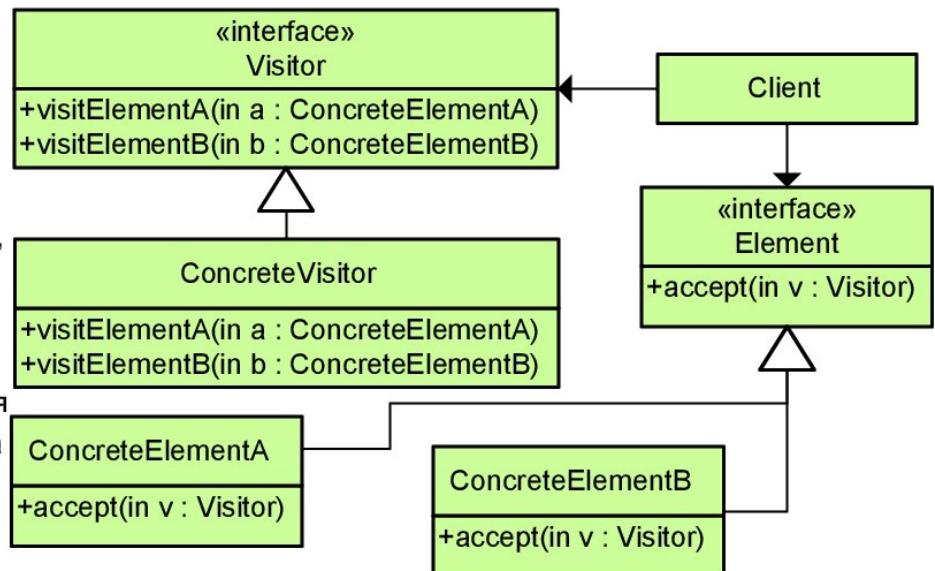 «interface»
Visitor
+visitElementA(in a : ConcreteElementA)
+visitElementB(in b : ConcreteElementB)
Client
«interface»
Element
+accept(in v : Visitor)
ConcreteVisitor
+visitElementA(in a : ConcreteElementA)
+visitElementB(in b : ConcreteElementB)
я
ConcreteElementA
+accept(in v : Visitor)
ConcreteElementB
+accept(in v : Visitor)